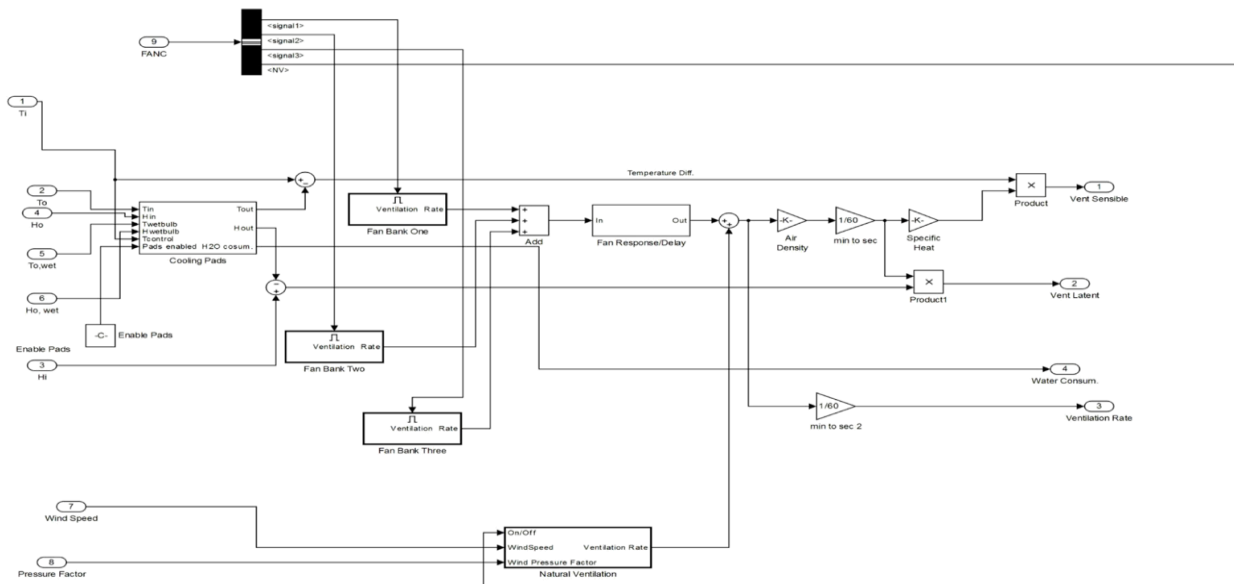 <signal1>
<signal2>
9
<signal3>
FANC
<NV>
1
Ti
Temperature Diff.
2
To
Tin
Tout
Hin
4
Ho
Twetbulb
Hwetbulb
Hout
Tcontrol
Pads enabled H2O cosum.
Cooling Pads
5
To,wet
6
Ho, wet
-C-
Enable Pads
Enable Pads
3
Hi
Ventilation Rate
Fan Bank One
Ventilation Rate
Fan Bank Two
Ventilation Rate
Fan Bank Three
+
+
+
Add
In
Out
Fan Response/Delay
-K-
Air
Density
1/60
min to sec
-K-
Specific
Heat
×
Product
1
Vent Sensible
×
Product1
2
Vent Latent
4
Water Consum.
1/60
min to sec 2
3
Ventilation Rate
7
Wind Speed
8
Pressure Factor
On/Off
WindSpeed
Ventilation Rate
Wind Pressure Factor
Natural Ventilation